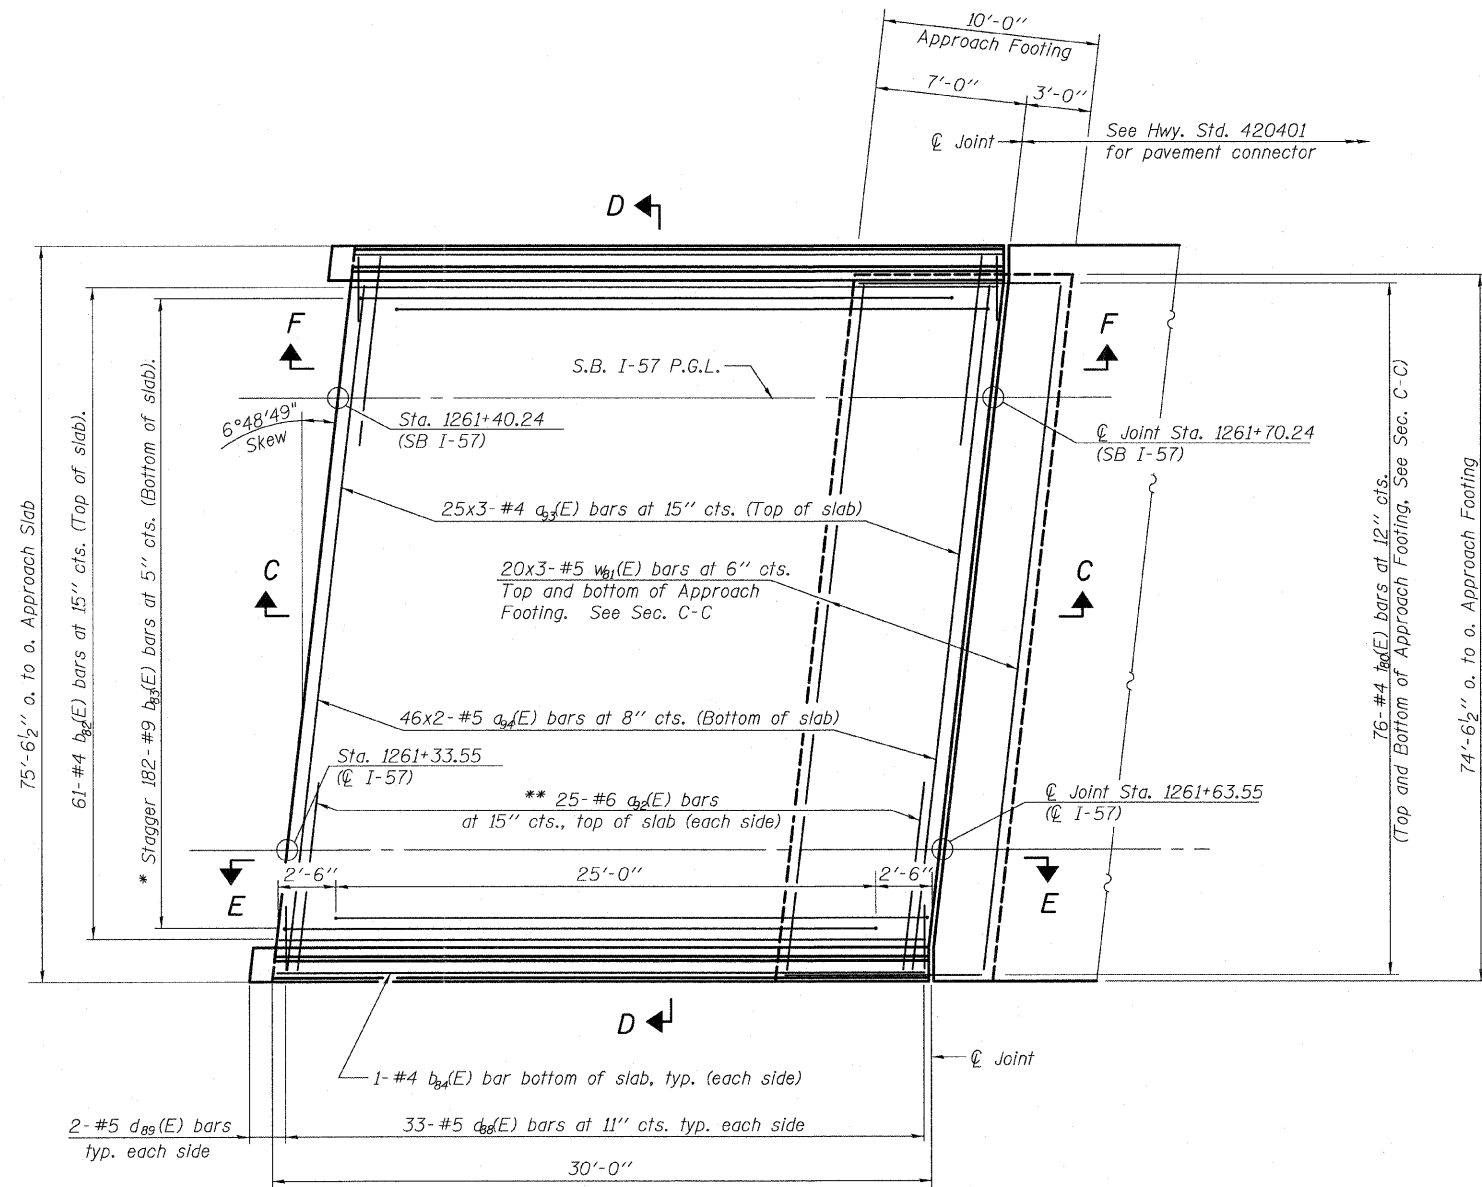 10'-0"
Approach Footing
7'-0"
3'-0"
℄ Joint
See Hwy. Std. 420401
for pavement connector
D
F
F
S.B. I-57 P.G.L.
6°48'49"
Skew
Sta. 1261+40.24
(SB I-57)
℄ Joint Sta. 1261+70.24
(SB I-57)
25x3-#4 a93(E) bars at 15" cts. (Top of slab)
C
C
20x3-#5 w81(E) bars at 6" cts.
Top and bottom of Approach
Footing. See Sec. C-C
46x2-#5 a94(E) bars at 8" cts. (Bottom of slab)
Sta. 1261+33.55
(℄ I-57)
** 25-#6 a92(E) bars
at 15" cts., top of slab (each side)
℄ Joint Sta. 1261+63.55
(℄ I-57)
2'-6"
25'-0"
2'-6"
E
E
D
℄ Joint
1-#4 b84(E) bar bottom of slab, typ. (each side)
2-#5 d89(E) bars
typ. each side
33-#5 d88(E) bars at 11" cts. typ. each side
30'-0"
75'-6½" o. to o. Approach Slab
61-#4 b82(E) bars at 15" cts. (Top of slab).
* Stagger 182-#9 b83(E) bars at 5" cts. (Bottom of slab).
76-#4 t80(E) bars at 12" cts.
(Top and Bottom of Approach Footing, See Sec. C-C)
74'-6½" o. to o. Approach Footing